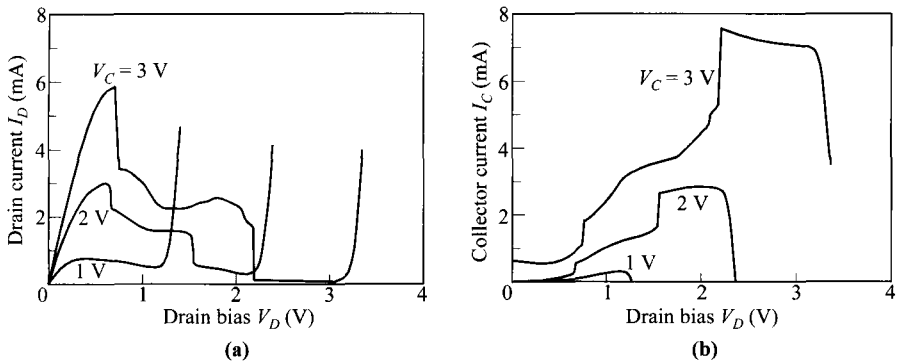 Drain current I_D (mA)
8
6
4
2
0
V_C = 3 V
2 V
1 V
0
1
2
3
4
Drain bias V_D (V)
(a)
Collector current I_C (mA)
8
6
4
2
0
V_C = 3 V
2 V
1 V
0
1
2
3
4
Drain bias V_D (V)
(b)